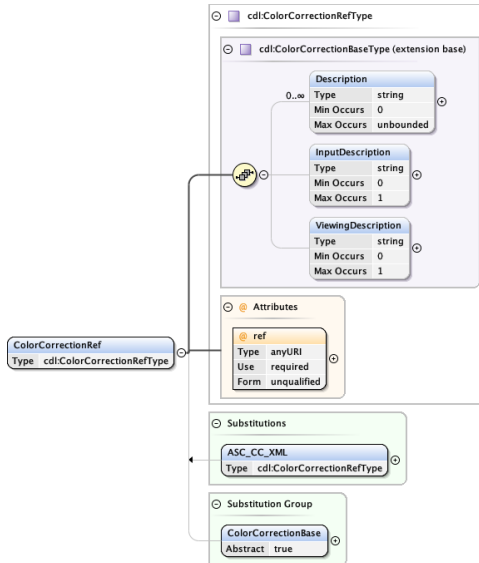 cdl:ColorCorrectionRefType
cdl:ColorCorrectionBaseType (extension base)
Description
0..∞
Type string
Min Occurs 0
Max Occurs unbounded
InputDescription
Type string
Min Occurs 0
Max Occurs 1
ViewingDescription
Type string
Min Occurs 0
Max Occurs 1
@ Attributes
@ ref
Type anyURI
Use required
Form unqualified
ColorCorrectionRef
Type cdl:ColorCorrectionRefType
Substitutions
ASC_CC_XML
Type cdl:ColorCorrectionRefType
Substitution Group
ColorCorrectionBase
Abstract true